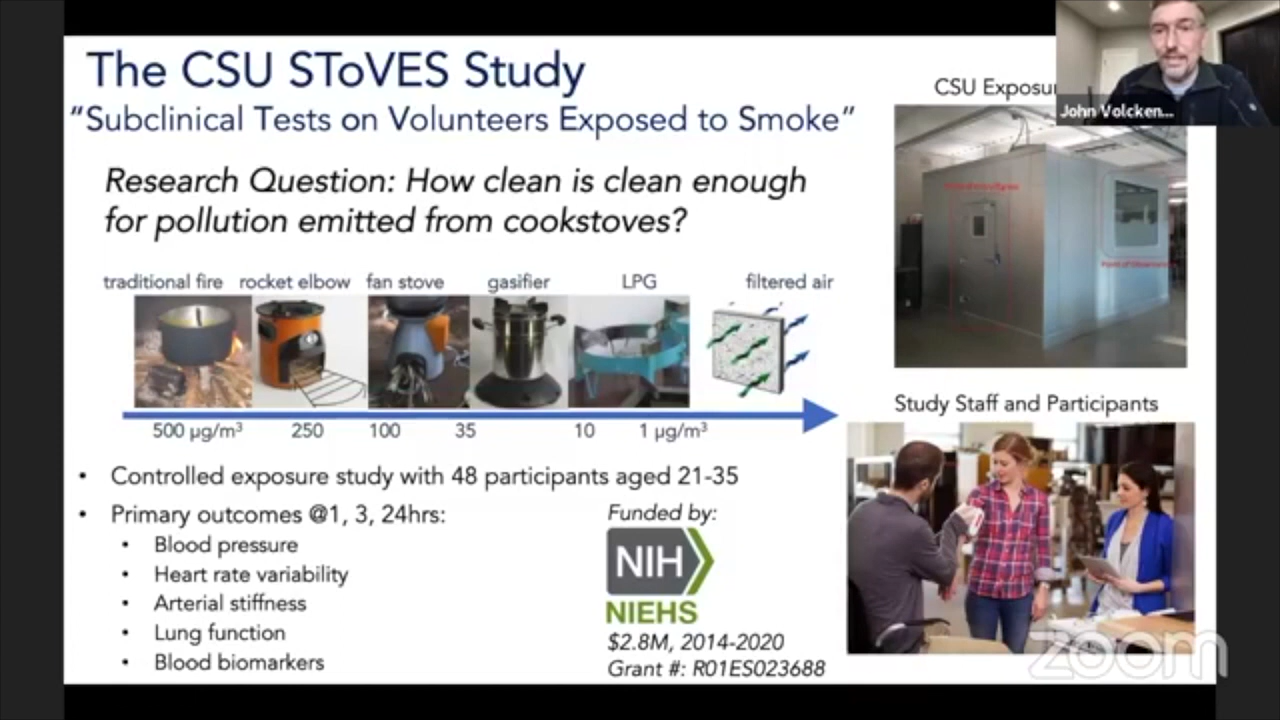 The CSU SToVES Study
"Subclinical Tests on Volunteers Exposed to Smoke"
Research Question: How clean is clean enough
for pollution emitted from cookstoves?
traditional fire rocket elbow fan stove gasifier LPG filtered air
500 µg/m³ 250 100 35 10 1 µg/m³
• Controlled exposure study with 48 participants aged 21-35
• Primary outcomes @1, 3, 24hrs:
• Blood pressure
• Heart rate variability
• Arterial stiffness
• Lung function
• Blood biomarkers
Funded by:
NIH
NIEHS
$2.8M, 2014-2020
Grant #: R01ES023688
CSU
John Volcken...
Study Staff and Participants
zoom